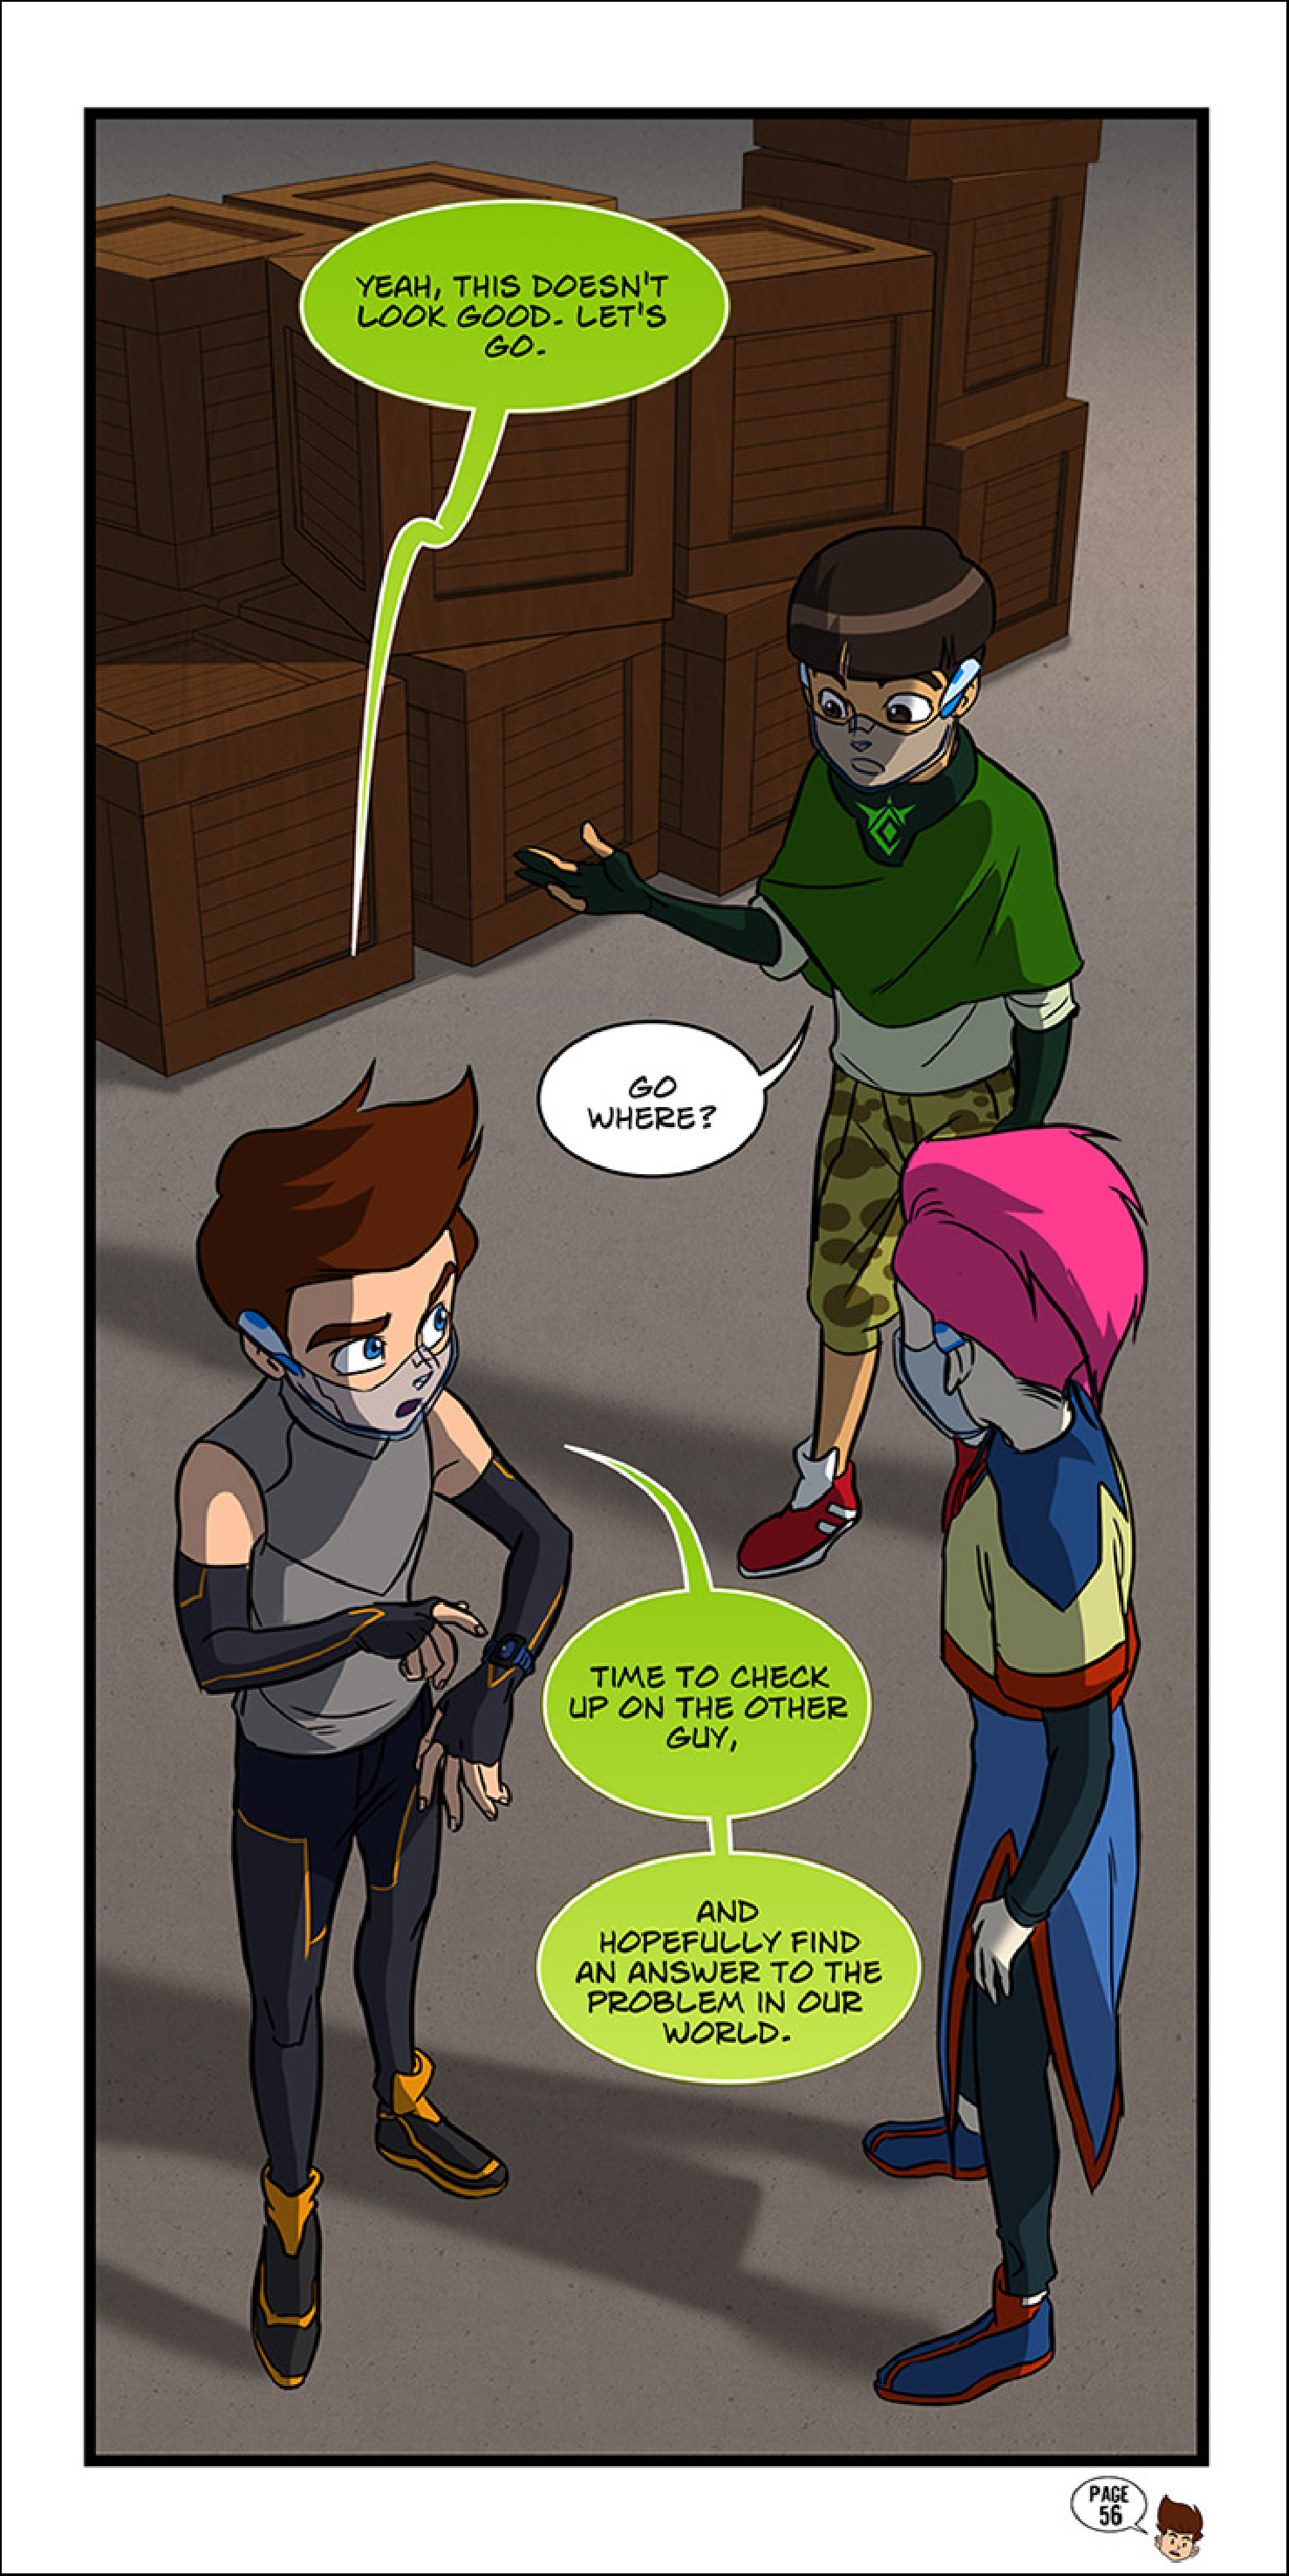 YEAH, THIS DOESN'T
LOOK GOOD. LET'S
GO.
GO
WHERE?
TIME TO CHECK
UP ON THE OTHER
GUY,
AND
HOPEFULLY FIND
AN ANSWER TO THE
PROBLEM IN OUR
WORLD.
PAGE
56